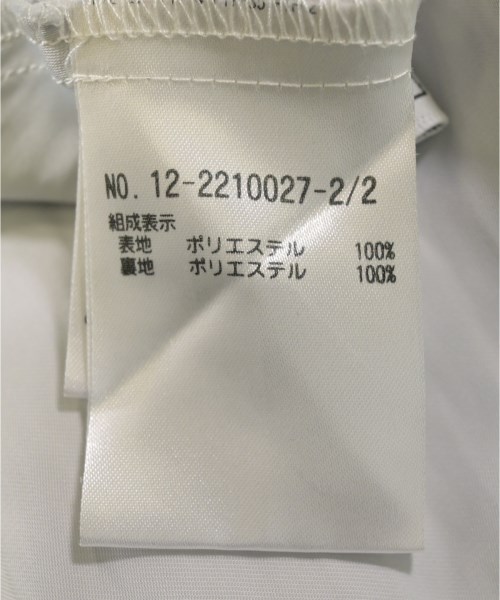 NO. 12-2210027-2/2
組成表示
表地 ポリエステル 100%
裏地 ポリエステル 100%